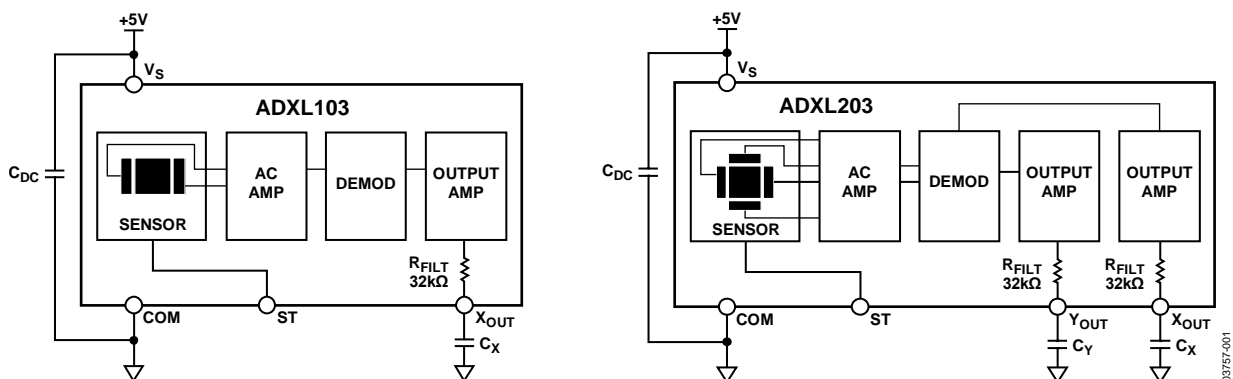 +5V
VS
ADXL103
CDC
SENSOR
AC
AMP
DEMOD
OUTPUT
AMP
RFILT
32kΩ
COM
ST
XOUT
CX
+5V
VS
ADXL203
CDC
SENSOR
AC
AMP
DEMOD
OUTPUT
AMP
OUTPUT
AMP
RFILT
32kΩ
RFILT
32kΩ
COM
ST
YOUT
XOUT
CY
CX
03757-001